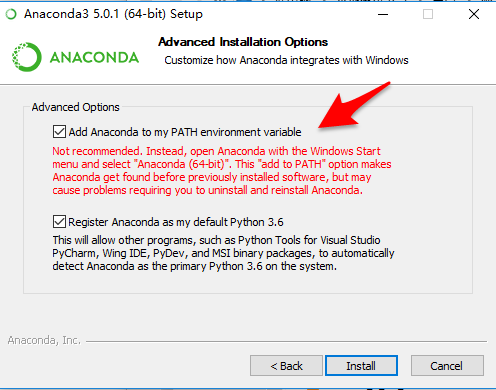 Anaconda3 5.0.1 (64-bit) Setup
Advanced Installation Options
Customize how Anaconda integrates with Windows
ANACONDA
Advanced Options
Add Anaconda to my PATH environment variable
Not recommended. Instead, open Anaconda with the Windows Start
menu and select "Anaconda (64-bit)". This "add to PATH" option makes
Anaconda get found before previously installed software, but may
cause problems requiring you to uninstall and reinstall Anaconda.
Register Anaconda as my default Python 3.6
This will allow other programs, such as Python Tools for Visual Studio
PyCharm, Wing IDE, PyDev, and MSI binary packages, to automatically
detect Anaconda as the primary Python 3.6 on the system.
Anaconda, Inc.
< Back
Install
Cancel